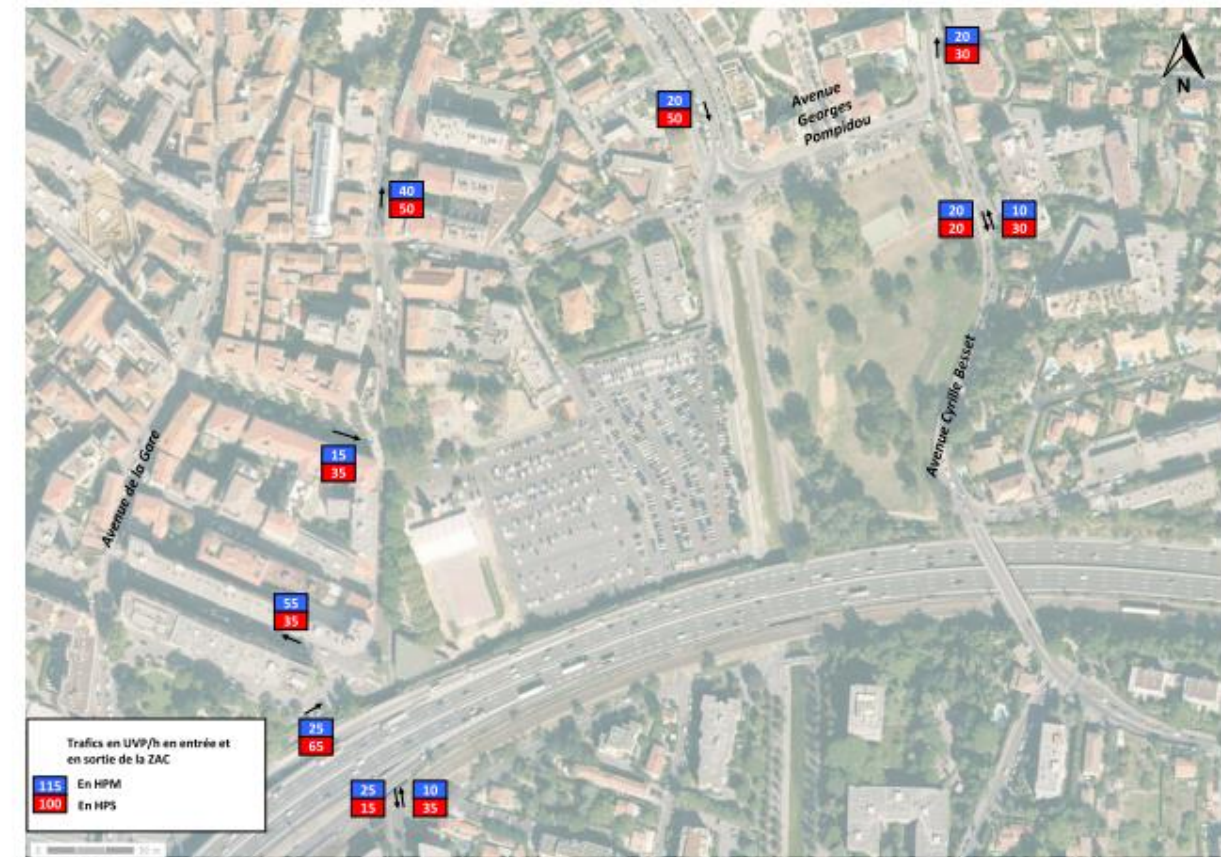 20
30
N
20
50
Avenue
Georges
Pompidou
40
50
20
20
10
30
Avenue Cyrille Besset
15
35
Avenue de la Gare
55
35
25
65
Trafics en UVP/h en entrée et
en sortie de la ZAC
115 En HPM
100 En HPS
25
15
10
35